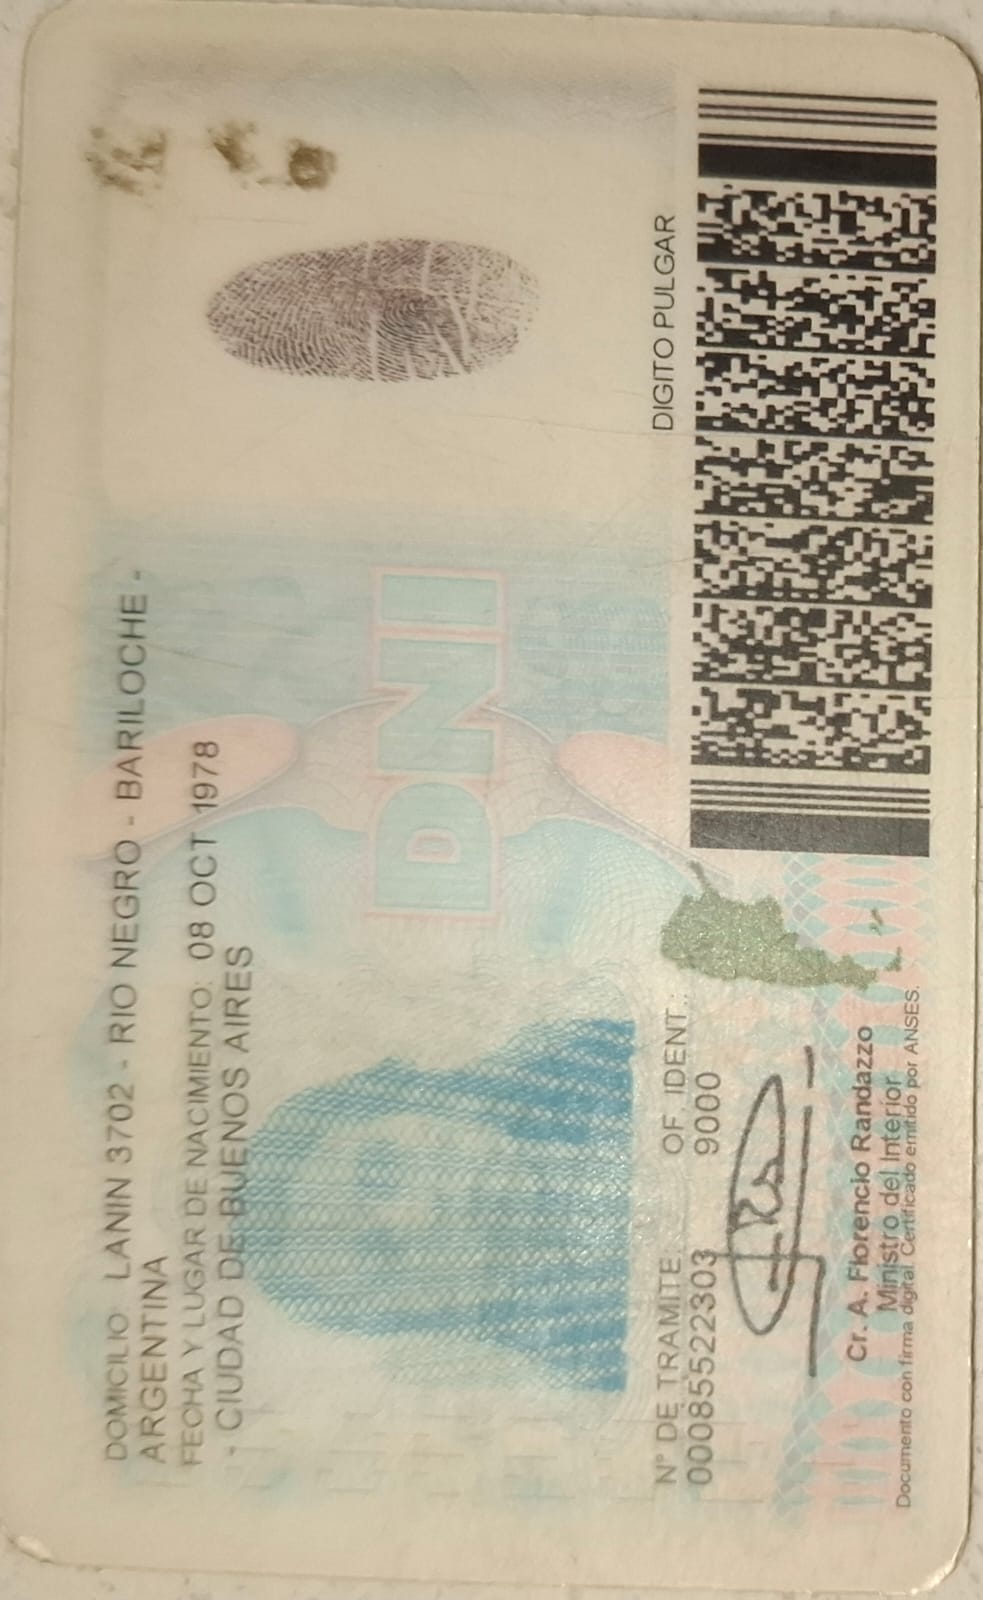 DOMICILIO: LANIN 3702 - RIO NEGRO - BARILOCHE -
ARGENTINA
FECHA Y LUGAR DE NACIMIENTO: 08 OCT 1978
- CIUDAD DE BUENOS AIRES
DNI
DIGITO PULGAR
N° DE TRAMITE OF. IDENT.:
00085522303 9000
Cr. A. Florencio Randazzo
Ministro del Interior
Documento con firma digital. Certificado emitido por ANSES.